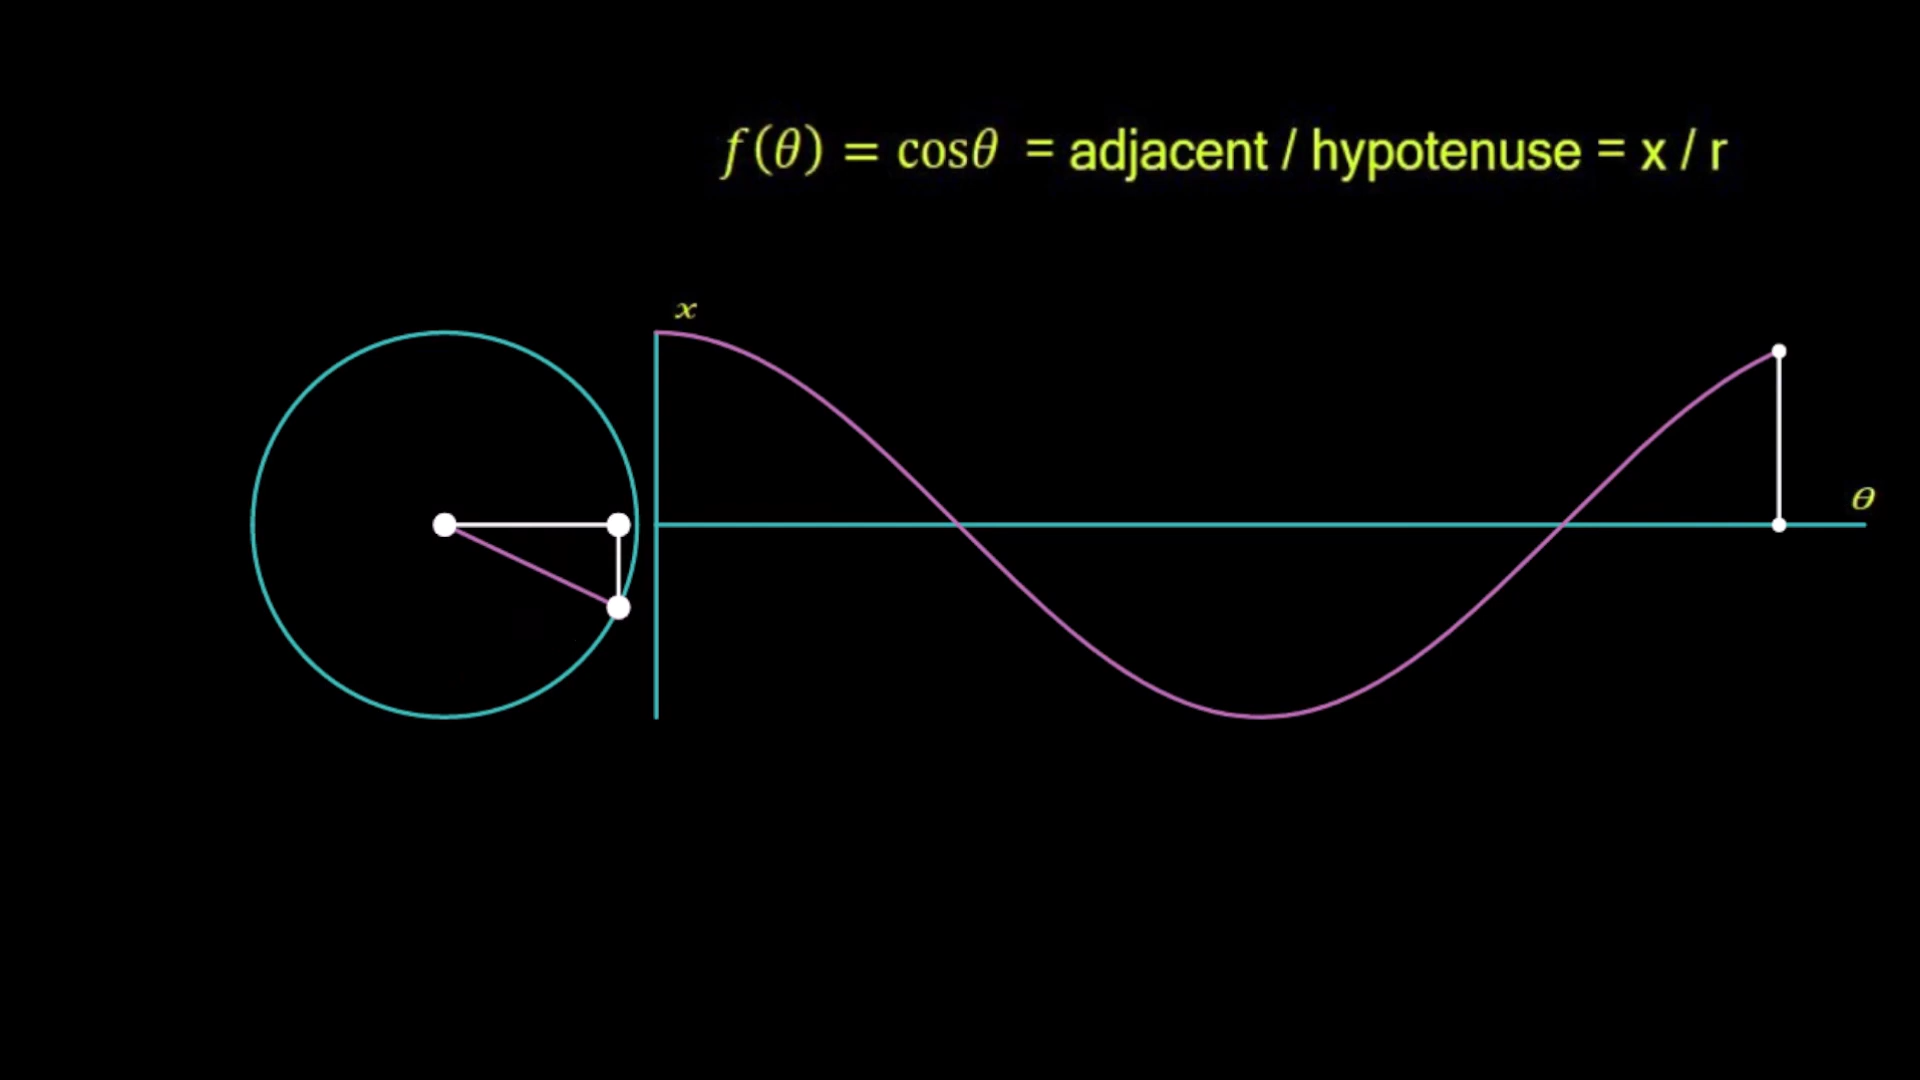 f(θ) = cosθ = adjacent / hypotenuse = x / r
x
θ